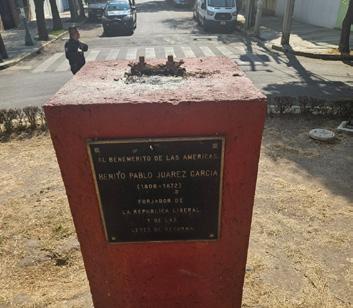 AL BENEMERITO DE LAS AMERICAS.
BENITO PABLO JUAREZ GARCIA
(1806-1872)
FORJADOR DE
LA REPUBLICA LIBERAL
Y DE LAS
LEYES DE REFORMA